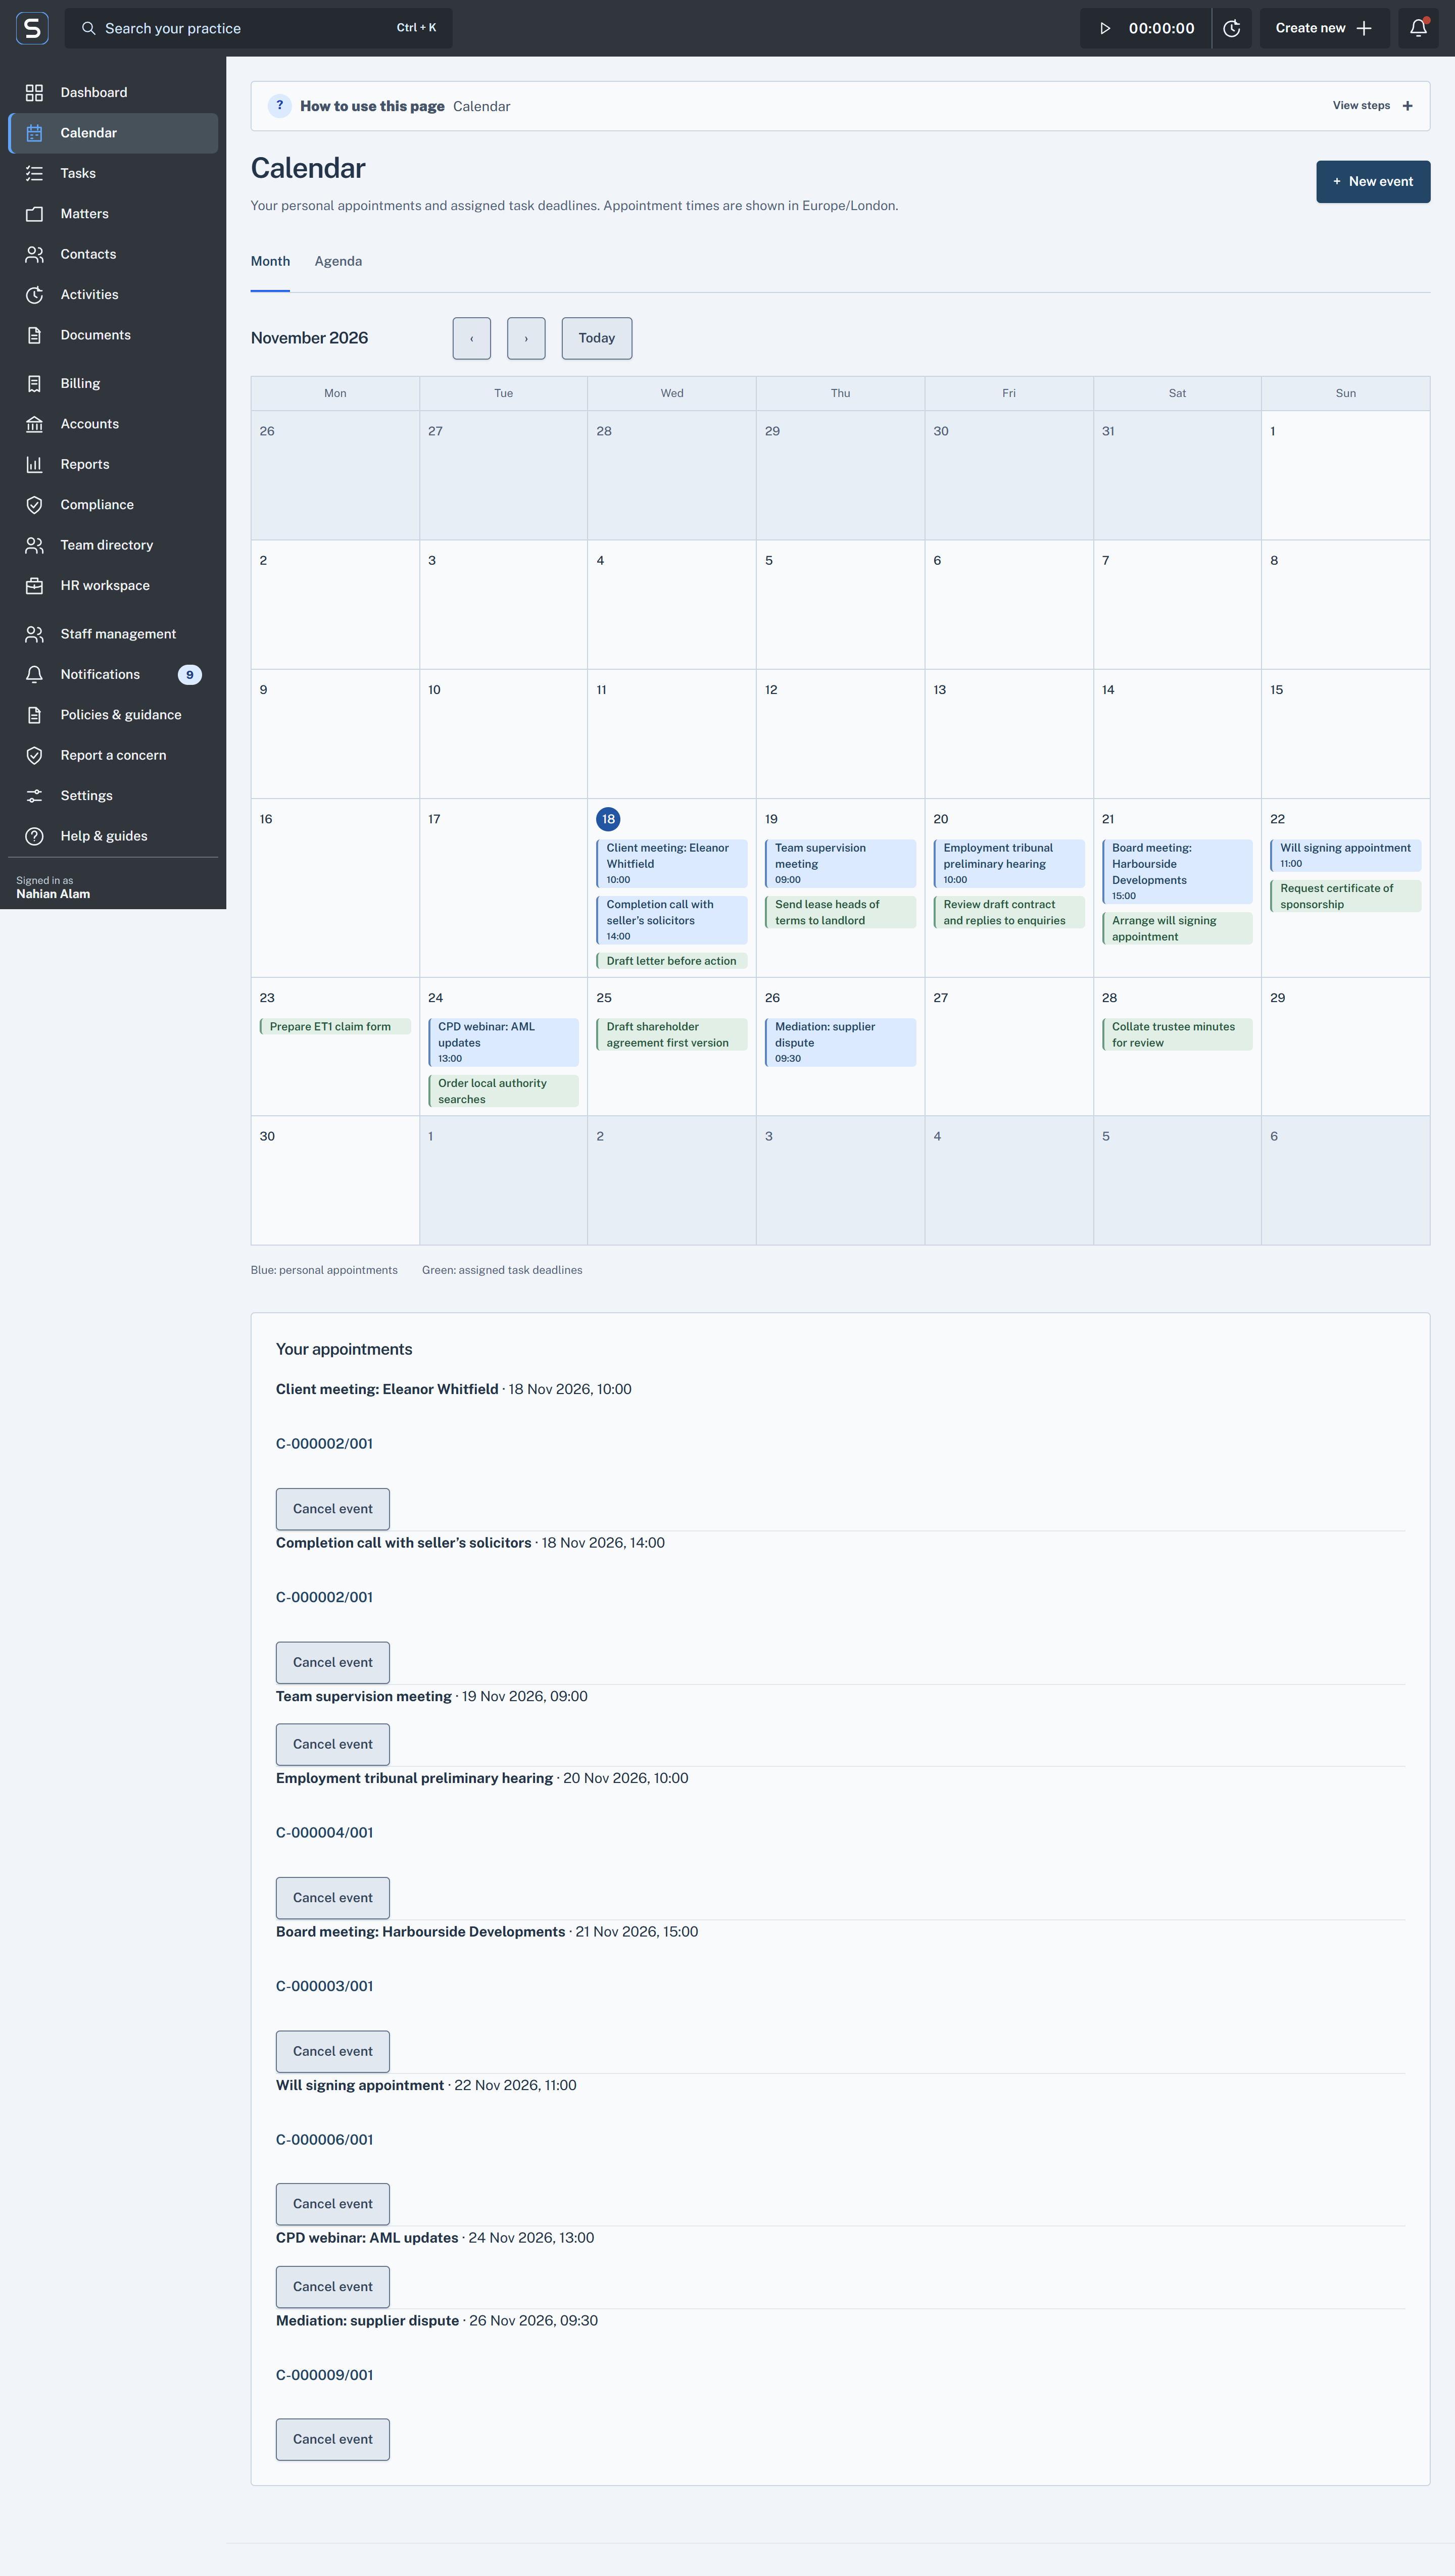 S
Search your practice
Ctrl + K
00:00:00
Create new
Dashboard
Calendar
Tasks
Matters
Contacts
Activities
Documents
Billing
Accounts
Reports
Compliance
Team directory
HR workspace
Staff management
Notifications 9
Policies & guidance
Report a concern
Settings
Help & guides
Signed in as
Nahian Alam
? How to use this page Calendar
View steps +
Calendar
Your personal appointments and assigned task deadlines. Appointment times are shown in Europe/London.
+ New event
Month Agenda
November 2026
‹ › Today
Mon Tue Wed Thu Fri Sat Sun
26 27 28 29 30 31 1
2 3 4 5 6 7 8
9 10 11 12 13 14 15
16
17
18
Client meeting: Eleanor
Whitfield
10:00
Completion call with
seller’s solicitors
14:00
Draft letter before action
19
Team supervision
meeting
09:00
Send lease heads of
terms to landlord
20
Employment tribunal
preliminary hearing
10:00
Review draft contract
and replies to enquiries
21
Board meeting:
Harbourside
Developments
15:00
Arrange will signing
appointment
22
Will signing appointment
11:00
Request certificate of
sponsorship
23
Prepare ET1 claim form
24
CPD webinar: AML
updates
13:00
Order local authority
searches
25
Draft shareholder
agreement first version
26
Mediation: supplier
dispute
09:30
27
28
Collate trustee minutes
for review
29
30 1 2 3 4 5 6
Blue: personal appointments Green: assigned task deadlines
Your appointments
Client meeting: Eleanor Whitfield · 18 Nov 2026, 10:00
C-000002/001
Cancel event
Completion call with seller’s solicitors · 18 Nov 2026, 14:00
C-000002/001
Cancel event
Team supervision meeting · 19 Nov 2026, 09:00
Cancel event
Employment tribunal preliminary hearing · 20 Nov 2026, 10:00
C-000004/001
Cancel event
Board meeting: Harbourside Developments · 21 Nov 2026, 15:00
C-000003/001
Cancel event
Will signing appointment · 22 Nov 2026, 11:00
C-000006/001
Cancel event
CPD webinar: AML updates · 24 Nov 2026, 13:00
Cancel event
Mediation: supplier dispute · 26 Nov 2026, 09:30
C-000009/001
Cancel event